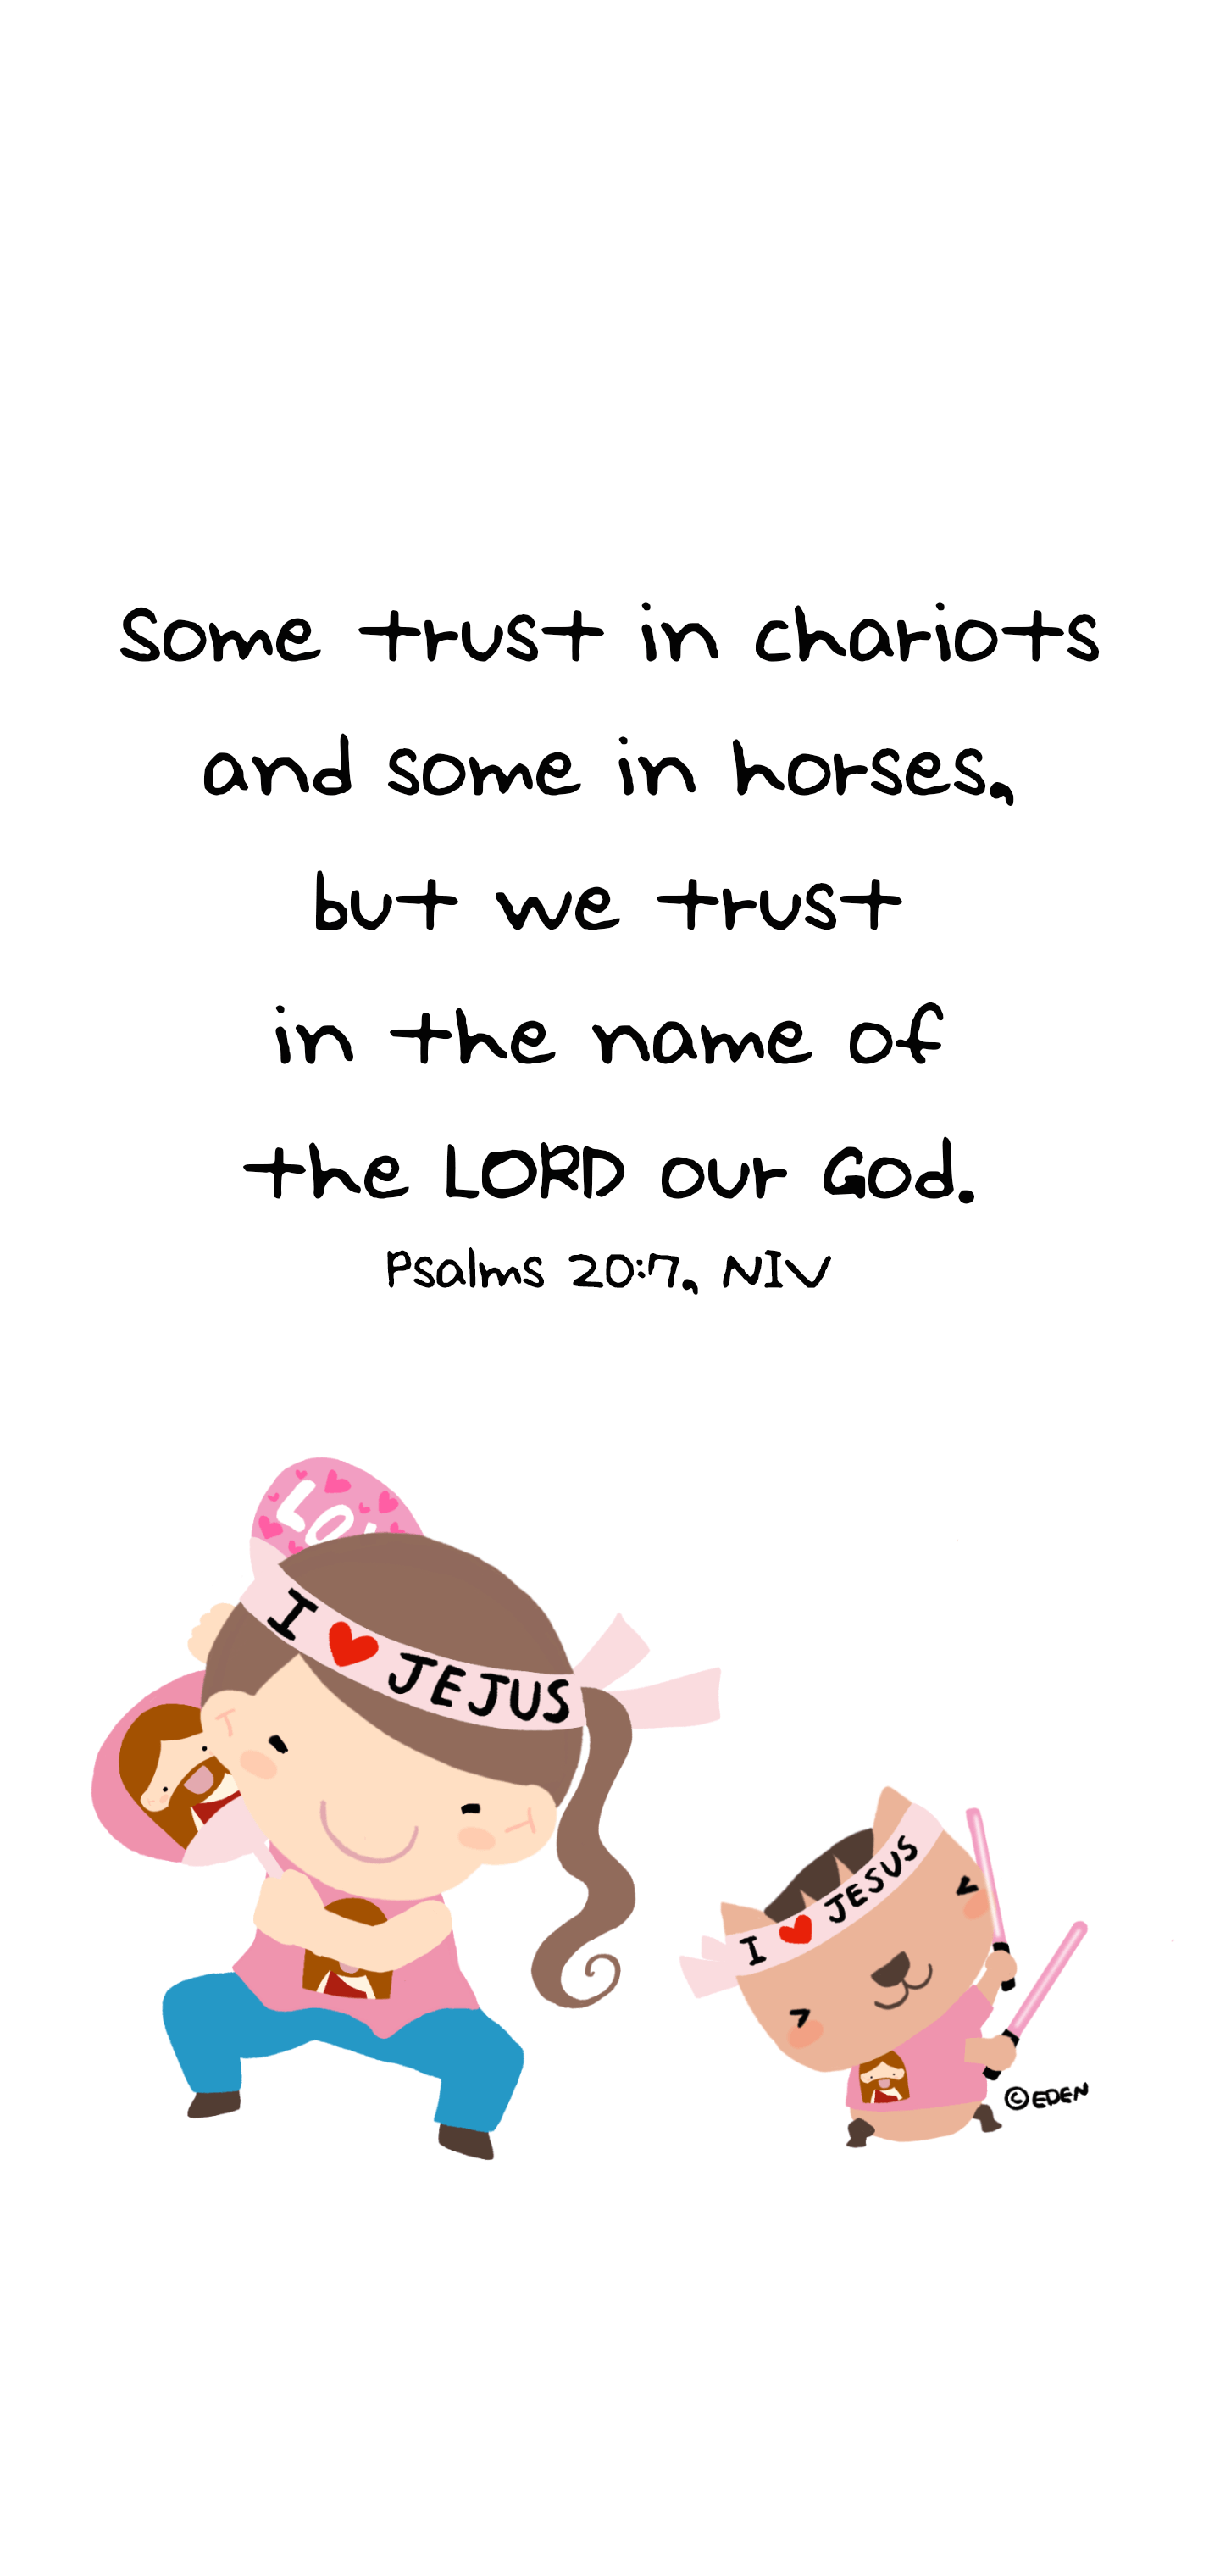 Some trust in chariots
and some in horses,
but we trust
in the name of
the LORD our God.
Psalms 20:7, NIV
LO
I ❤ JEJUS
I ❤ JESUS
©EDEN